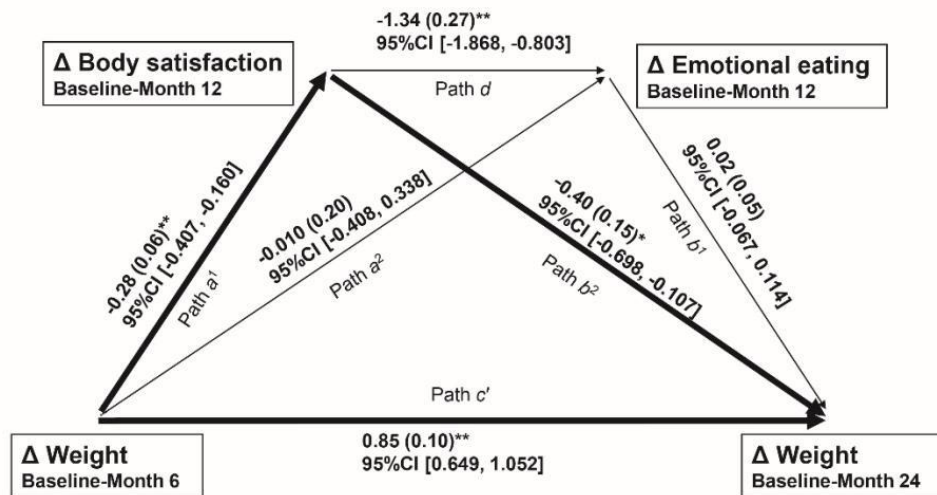 -1.34 (0.27)**
95%CI [-1.868, -0.803]
Δ Body satisfaction
Baseline-Month 12
Path d
Δ Emotional eating
Baseline-Month 12
-0.28 (0.06)**
95%CI [-0.407, -0.160]
Path a¹
-0.010 (0.20)
95%CI [-0.408, 0.338]
Path a²
-0.40 (0.15)*
95%CI [-0.698, -0.107]
Path b²
0.02 (0.05)
95%CI [-0.067, 0.114]
Path b¹
Path c'
Δ Weight
Baseline-Month 6
0.85 (0.10)**
95%CI [0.649, 1.052]
Δ Weight
Baseline-Month 24